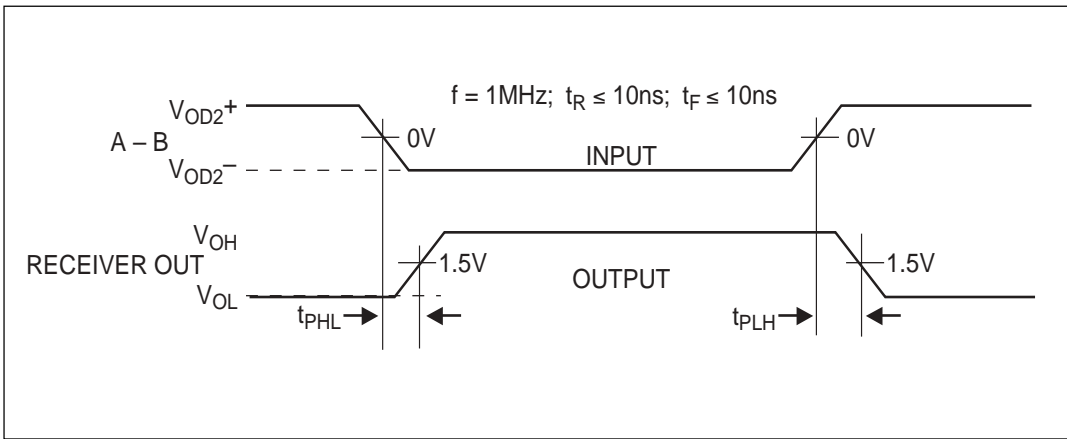 f = 1MHz; tR ≤ 10ns; tF ≤ 10ns
VOD2+
A – B
0V
0V
INPUT
VOD2–
VOH
RECEIVER OUT
1.5V
1.5V
OUTPUT
VOL
tPHL
tPLH